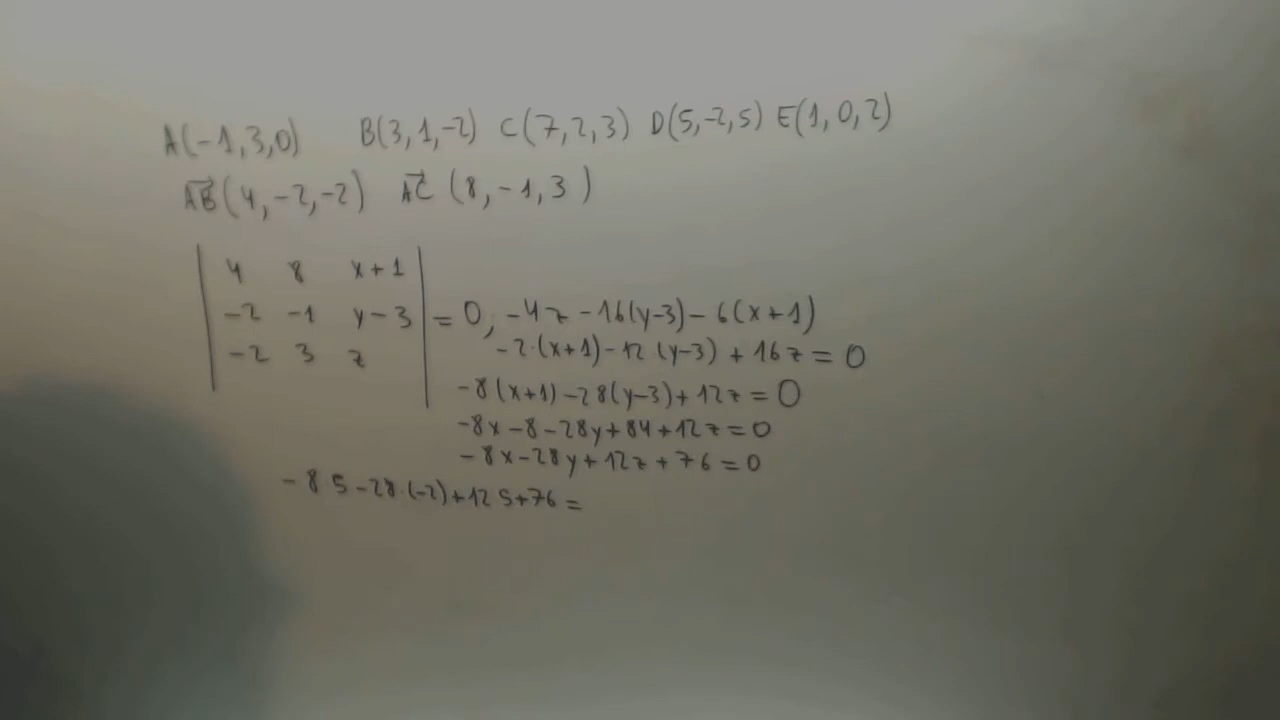 A(-1,3,0) B(3,1,-2) C(7,2,3) D(5,-2,5) E(1,0,2)
AB(4,-2,-2) AC(8,-1,3)
4 8 x+1
-2 -1 y-3 = 0, -4z -16(y-3) - 6(x+1)
-2 3 z
-2·(x+1)-12·(y-3) + 16z = 0
-8(x+1)-28(y-3)+12z = 0
-8x-8-28y+84+12z=0
-8x-28y+12z+76=0
-8 5-28·(-2)+12 5+76=